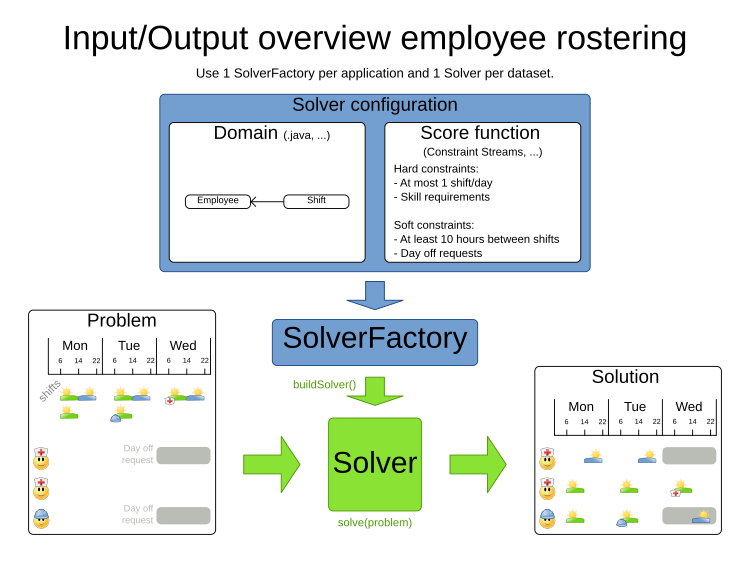 Input/Output overview employee rostering
Use 1 SolverFactory per application and 1 Solver per dataset.
Solver configuration
Domain (.java, ...)
Employee
Shift
Score function
(Constraint Streams, ...)
Hard constraints:
- At most 1 shift/day
- Skill requirements
Soft constraints:
- At least 10 hours between shifts
- Day off requests
SolverFactory
buildSolver()
Solver
solve(problem)
Problem
Mon Tue Wed
6 14 22 6 14 22 6 14 22
shifts
Day off
request
Day off
request
Solution
Mon Tue Wed
6 14 22 6 14 22 6 14 22